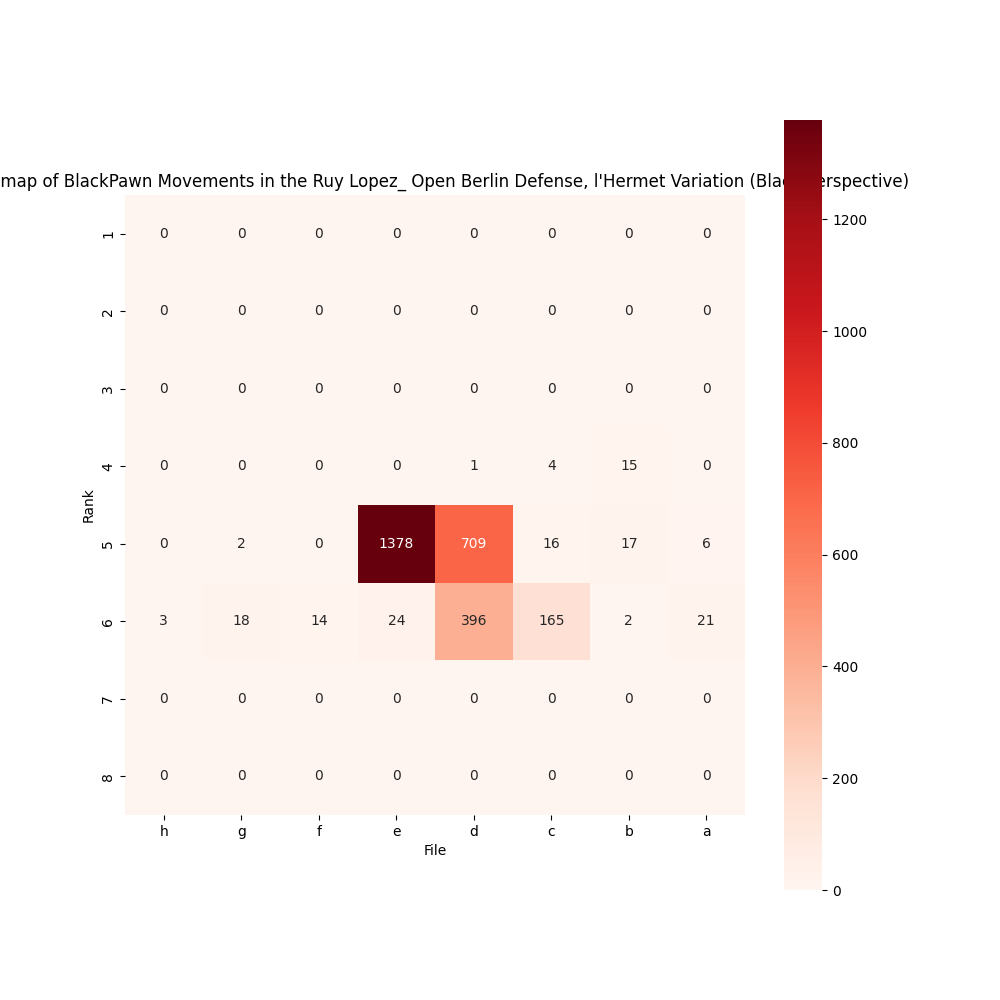 map of BlackPawn Movements in the Ruy Lopez_ Open Berlin Defense, l'Hermet Variation (Bla erspective)
1200
1000
800
600
400
200
0
Rank
1 0 0 0 0 0 0 0 0
2 0 0 0 0 0 0 0 0
3 0 0 0 0 0 0 0 0
4 0 0 0 0 1 4 15 0
5 0 2 0 1378 709 16 17 6
6 3 18 14 24 396 165 2 21
7 0 0 0 0 0 0 0 0
8 0 0 0 0 0 0 0 0
h g f e d c b a
File